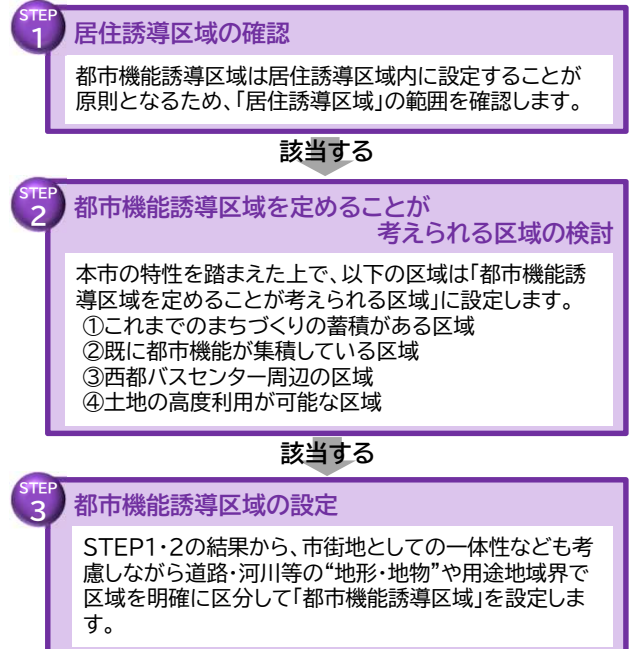 STEP
1
居住誘導区域の確認
都市機能誘導区域は居住誘導区域内に設定することが
原則となるため、「居住誘導区域」の範囲を確認します。
該当する
STEP
2
都市機能誘導区域を定めることが
考えられる区域の検討
本市の特性を踏まえた上で、以下の区域は「都市機能誘
導区域を定めることが考えられる区域」に設定します。
①これまでのまちづくりの蓄積がある区域
②既に都市機能が集積している区域
③西都バスセンター周辺の区域
④土地の高度利用が可能な区域
該当する
STEP
3
都市機能誘導区域の設定
STEP1・2の結果から、市街地としての一体性なども考
慮しながら道路・河川等の“地形・地物”や用途地域界で
区域を明確に区分して「都市機能誘導区域」を設定しま
す。